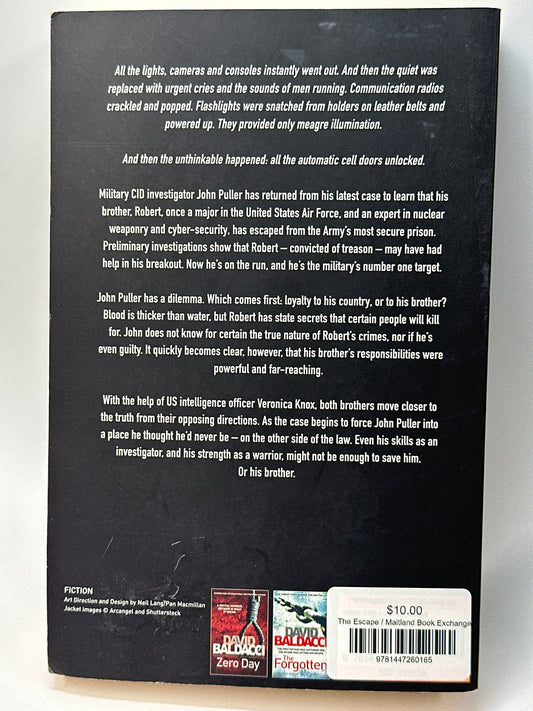 All the lights, cameras and consoles instantly went out. And then the quiet was
replaced with urgent cries and the sounds of men running. Communication radios
crackled and popped. Flashlights were snatched from holders on leather belts and
powered up. They provided only meagre illumination.
And then the unthinkable happened: all the automatic cell doors unlocked.
Military CID investigator John Puller has returned from his latest case to learn that his
brother, Robert, once a major in the United States Air Force, and an expert in nuclear
weaponry and cyber-security, has escaped from the Army's most secure prison.
Preliminary investigations show that Robert – convicted of treason – may have had
help in his breakout. Now he's on the run, and he's the military's number one target.
John Puller has a dilemma. Which comes first: loyalty to his country, or to his brother?
Blood is thicker than water, but Robert has state secrets that certain people will kill
for. John does not know for certain the true nature of Robert's crimes, nor if he's
even guilty. It quickly becomes clear, however, that his brother's responsibilities were
powerful and far-reaching.
With the help of US intelligence officer Veronica Knox, both brothers move closer to
the truth from their opposing directions. As the case begins to force John Puller into
a place he thought he'd never be – on the other side of the law. Even his skills as an
investigator, and his strength as a warrior, might not be enough to save him.
Or his brother.
FICTION
Art Direction and Design by Neil Lang/Pan Macmillan
Jacket images © Arcangel and Shutterstock
DAVID
BALDACCI
Zero Day
DAVID
BALDACCI
The
Forgotten
$10.00
The Escape / Maitland Book Exchange
9781447260165